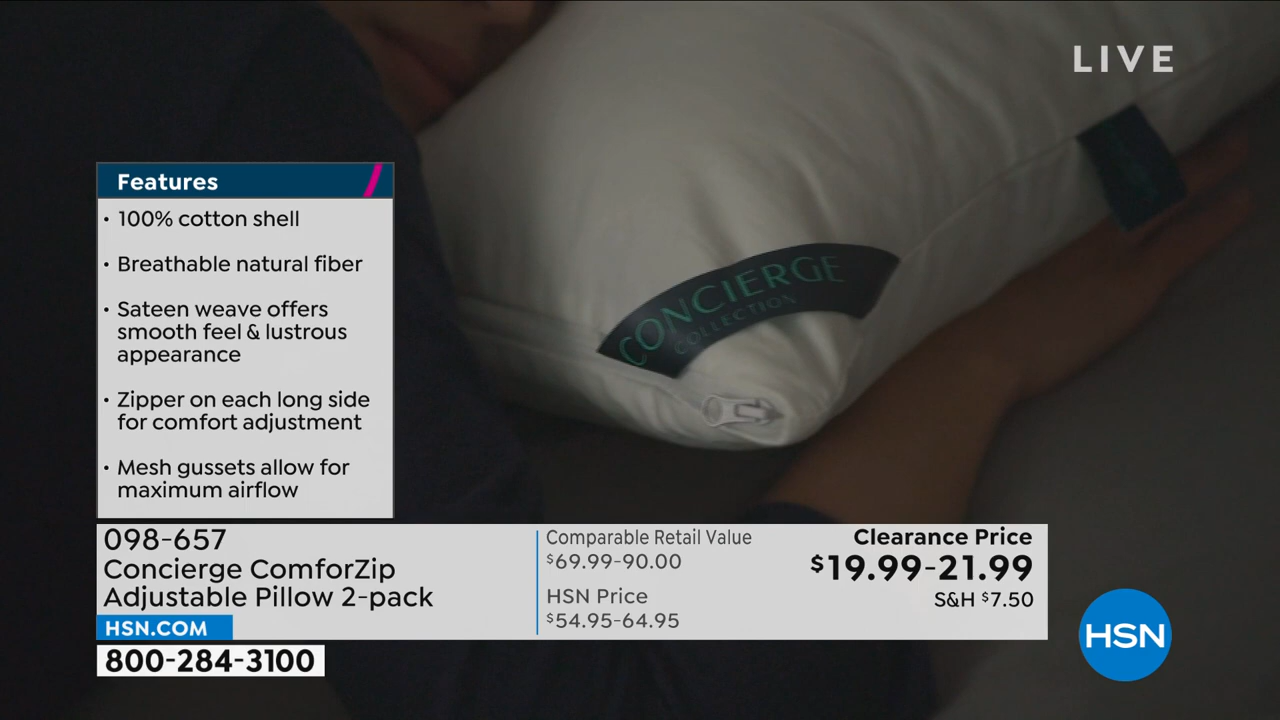 LIVE
Features
• 100% cotton shell
• Breathable natural fiber
• Sateen weave offers
smooth feel & lustrous
appearance
• Zipper on each long side
for comfort adjustment
• Mesh gussets allow for
maximum airflow
CONCIERGE
COLLECTION
098-657
Concierge ComforZip
Adjustable Pillow 2-pack
HSN.COM
800-284-3100
Comparable Retail Value
$69.99-90.00
HSN Price
$54.95-64.95
Clearance Price
$19.99-21.99
S&H $7.50
HSN